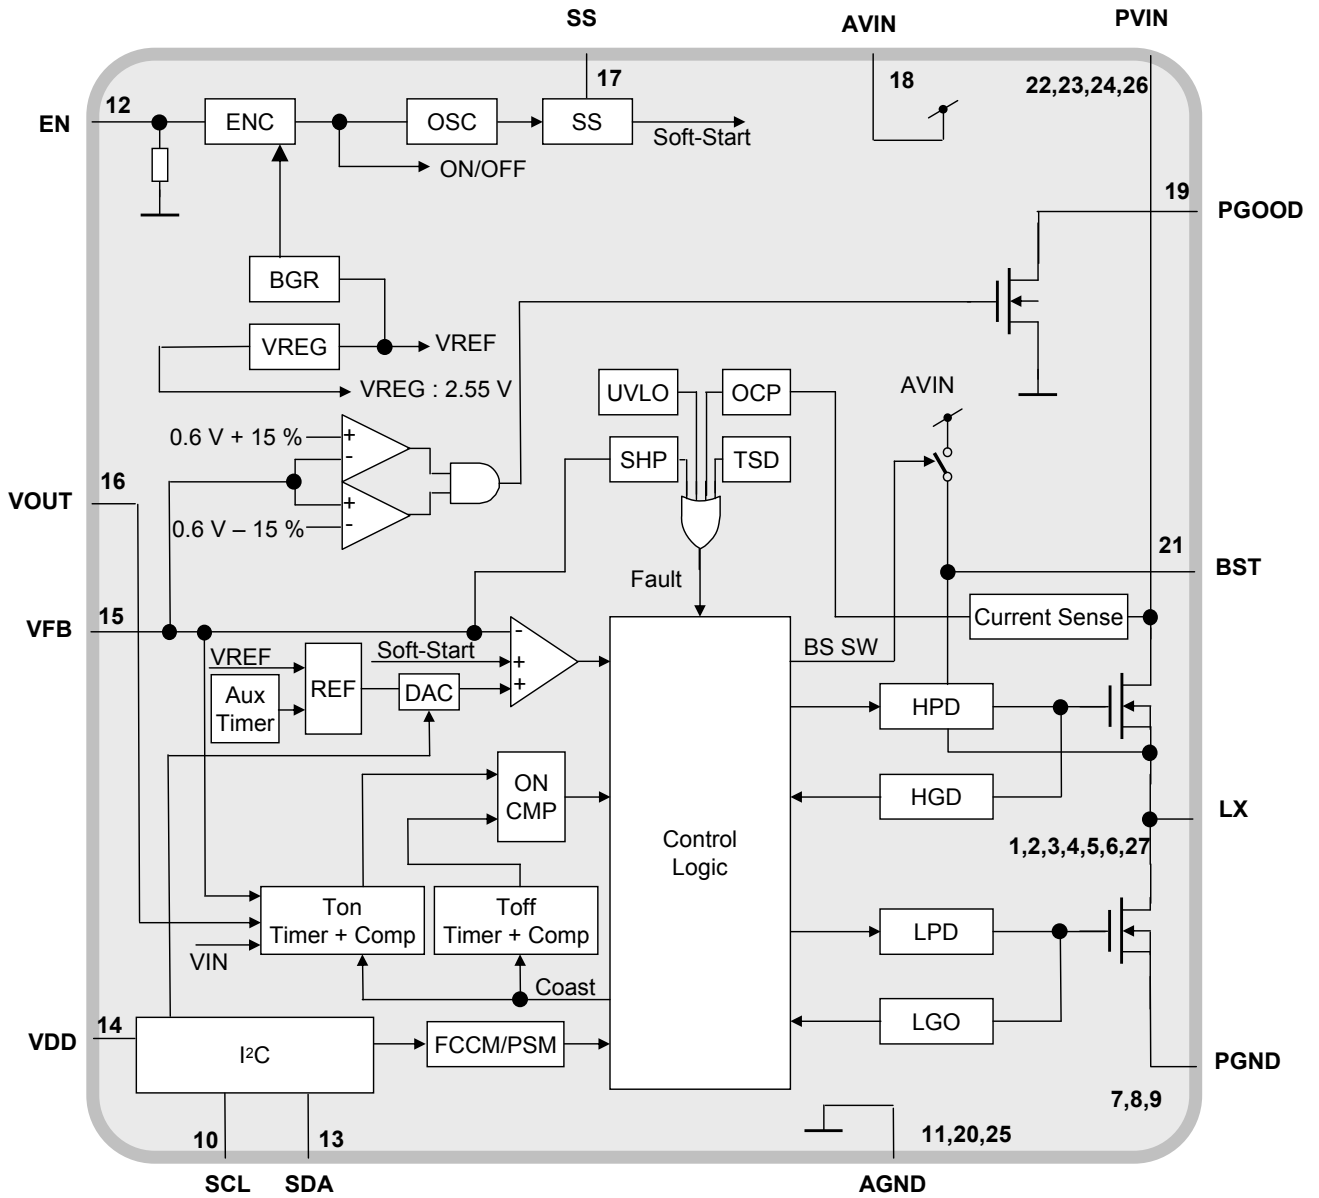 SS
AVIN
PVIN
17
18
22,23,24,26
EN
12
ENC
OSC
SS
Soft-Start
ON/OFF
19
PGOOD
BGR
VREG
VREF
VREG : 2.55 V
UVLO
OCP
AVIN
0.6 V + 15 %
+
-
SHP
TSD
16
VOUT
+
-
0.6 V – 15 %
21
BST
Fault
15
VFB
Current Sense
-
Soft-Start
+
BS SW
VREF
REF
DAC
+
Aux
Timer
HPD
ON
CMP
HGD
LX
Control
Logic
1,2,3,4,5,6,27
Ton
Timer + Comp
Toff
Timer + Comp
LPD
VIN
Coast
14
VDD
I²C
FCCM/PSM
LGO
PGND
7,8,9
10
13
11,20,25
SCL
SDA
AGND